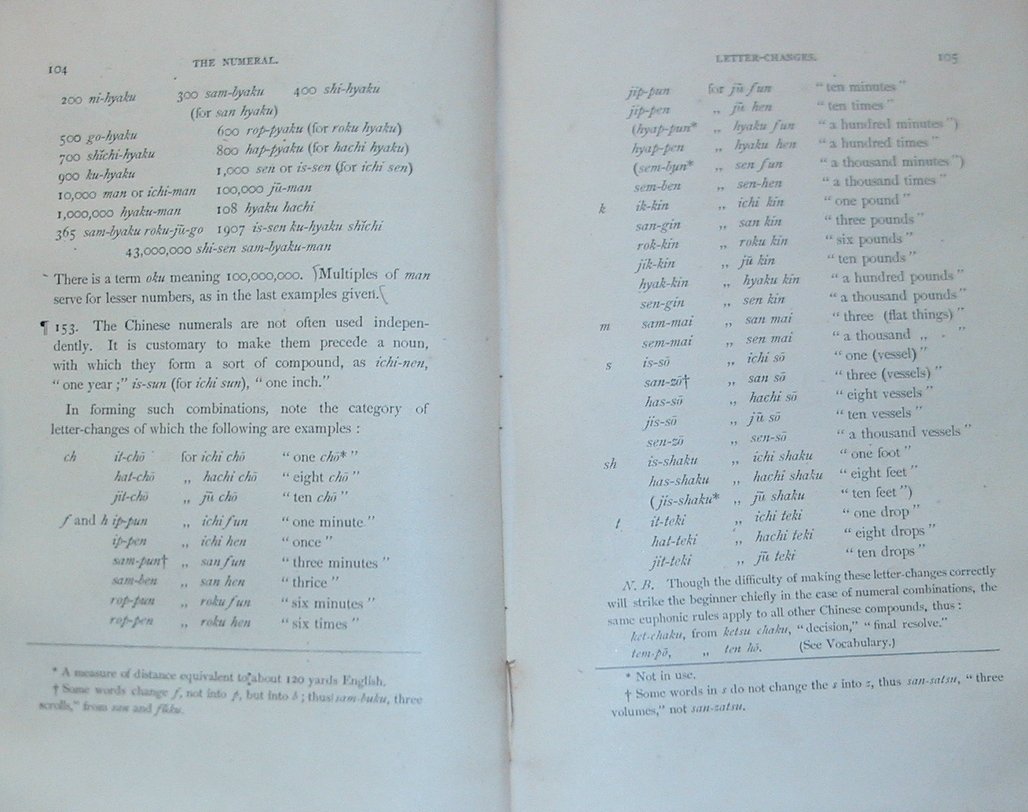 104
THE NUMERAL.
200 ni-hyaku 300 sam-byaku 400 shi-hyaku
(for san hyaku)
500 go-hyaku 600 rop-pyaku (for roku hyaku)
700 shichi-hyaku 800 hap-pyaku (for hachi hyaku)
900 ku-hyaku 1,000 sen or is-sen (for ichi sen)
10,000 man or ichi-man 100,000 jū-man
1,000,000 hyaku-man 108 hyaku hachi
365 sam-byaku roku-jū-go 1907 is-sen ku-hyaku shĭchi
43,000,000 shi-sen sam-byaku-man
There is a term oku meaning 100,000,000. Multiples of man
serve for lesser numbers, as in the last examples given.
¶ 153. The Chinese numerals are not often used indepen-
dently. It is customary to make them precede a noun,
with which they form a sort of compound, as ichi-nen,
“one year;” is-sun (for ichi sun), “one inch.”
In forming such combinations, note the category of
letter-changes of which the following are examples :
ch it-chō for ichi chō “one chō*”
hat-chō „ hachi chō “eight chō”
jit-chō „ jū chō “ten chō”
f and h ip-pun „ ichi fun “one minute”
ip-pen „ ichi hen “once”
sam-pun† „ san fun “three minutes”
sam-ben „ san hen “thrice”
rop-pun „ roku fun “six minutes”
rop-pen „ roku hen “six times”
* A measure of distance equivalent to about 120 yards English.
† Some words change f, not into p, but into b ; thus sam-buku, three
scrolls,” from san and fuku.
LETTER-CHANGES.
105
jip-pun for jū fun “ten minutes”
jip-pen „ jū hen “ten times”
(hyap-pun* „ hyaku fun “a hundred minutes”)
hyap-pen „ hyaku hen “a hundred times”
(sem-bun* „ sen fun “a thousand minutes”)
sem-ben „ sen-hen “a thousand times”
k ik-kin „ ichi kin “one pound”
san-gin „ san kin “three pounds”
rok-kin „ roku kin “six pounds”
jik-kin „ jū kin “ten pounds”
hyak-kin „ hyaku kin “a hundred pounds”
sen-gin „ sen kin “a thousand pounds”
m sam-mai „ san mai “three (flat things)”
sem-mai „ sen mai “a thousand „ ”
s is-sō „ ichi sō “one (vessel)”
san-zō† „ san sō “three (vessels)”
has-sō „ hachi sō “eight vessels”
jis-sō „ jū sō “ten vessels”
sen-zō „ sen-sō “a thousand vessels”
sh is-shaku „ ichi shaku “one foot”
has-shaku „ hachi shaku “eight feet”
(jis-shaku* „ jū shaku “ten feet”)
t it-teki „ ichi teki “one drop”
hat-teki „ hachi teki “eight drops”
jit-teki „ jū teki “ten drops”
N. B. Though the difficulty of making these letter-changes correctly
will strike the beginner chiefly in the case of numeral combinations, the
same euphonic rules apply to all other Chinese compounds, thus :
ket-chaku, from ketsu chaku, “decision,” “final resolve.”
tem-pō, „ ten hō. (See Vocabulary.)
* Not in use.
† Some words in s do not change the s into z, thus san-satsu, “three
volumes,” not san-zatsu.